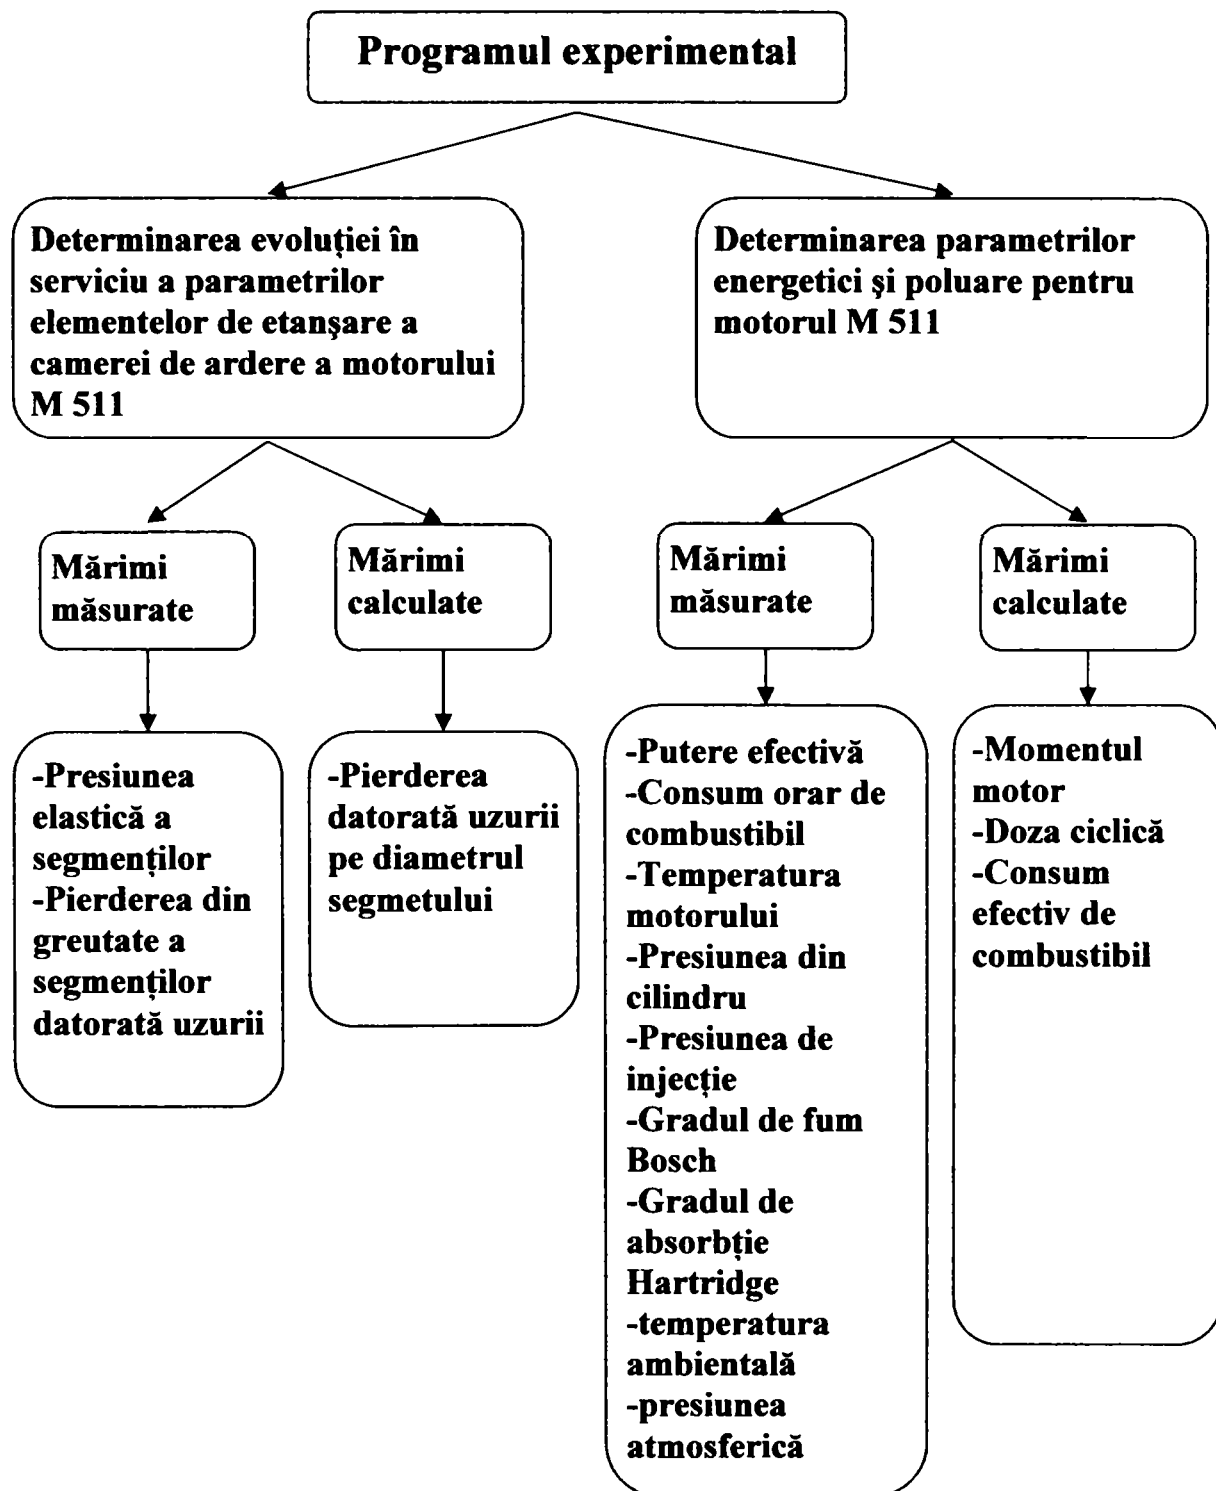 Programul experimental
Determinarea evoluției în
serviciu a parametrilor
elementelor de etanşare a
camerei de ardere a motorului
M 511
Determinarea parametrilor
energetici şi poluare pentru
motorul M 511
Mărimi
măsurate
Mărimi
calculate
Mărimi
măsurate
Mărimi
calculate
-Presiunea
elastică a
segmenților
-Pierderea din
greutate a
segmenților
datorată uzurii
-Pierderea
datorată uzurii
pe diametrul
segmetului
-Putere efectivă
-Consum orar de
combustibil
-Temperatura
motorului
-Presiunea din
cilindru
-Presiunea de
injecție
-Gradul de fum
Bosch
-Gradul de
absorbție
Hartridge
-temperatura
ambientală
-presiunea
atmosferică
-Momentul
motor
-Doza ciclică
-Consum
efectiv de
combustibil